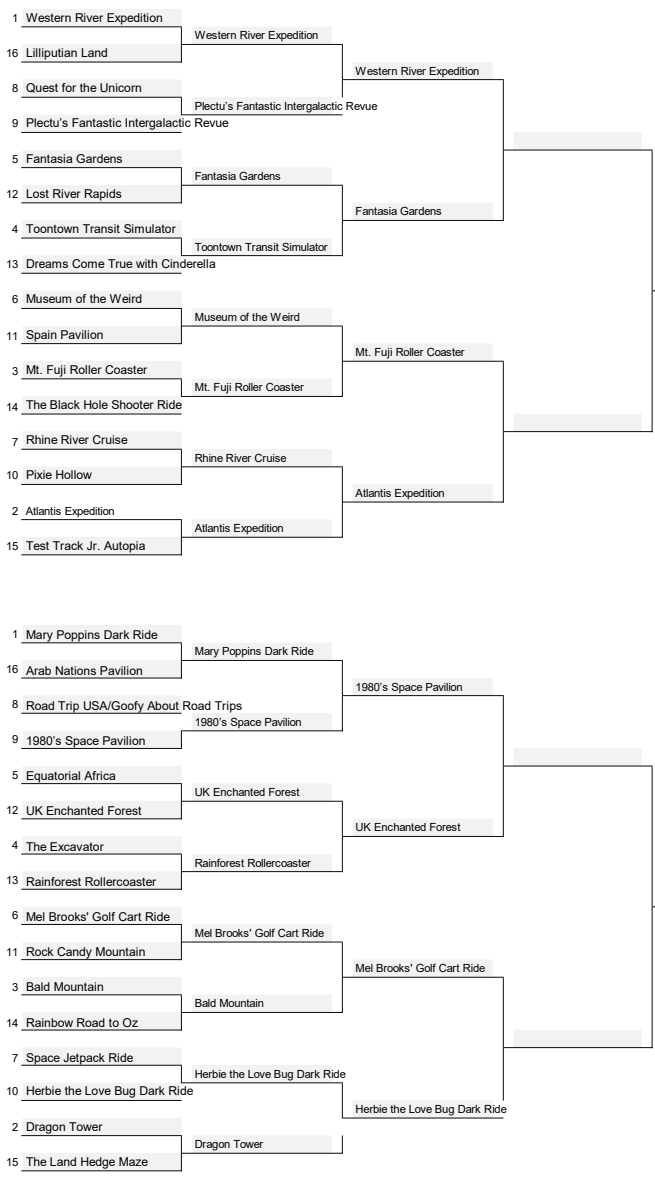 1 Western River Expedition
Western River Expedition
16 Lilliputian Land
Western River Expedition
8 Quest for the Unicorn
Plectu's Fantastic Intergalactic Revue
9 Plectu's Fantastic Intergalactic Revue
5 Fantasia Gardens
Fantasia Gardens
12 Lost River Rapids
Fantasia Gardens
4 Toontown Transit Simulator
Toontown Transit Simulator
13 Dreams Come True with Cinderella
6 Museum of the Weird
Museum of the Weird
11 Spain Pavilion
Mt. Fuji Roller Coaster
3 Mt. Fuji Roller Coaster
Mt. Fuji Roller Coaster
14 The Black Hole Shooter Ride
7 Rhine River Cruise
Rhine River Cruise
10 Pixie Hollow
Atlantis Expedition
2 Atlantis Expedition
Atlantis Expedition
15 Test Track Jr. Autopia
1 Mary Poppins Dark Ride
Mary Poppins Dark Ride
16 Arab Nations Pavilion
1980's Space Pavilion
8 Road Trip USA/Goofy About Road Trips
1980's Space Pavilion
9 1980's Space Pavilion
5 Equatorial Africa
UK Enchanted Forest
12 UK Enchanted Forest
UK Enchanted Forest
4 The Excavator
Rainforest Rollercoaster
13 Rainforest Rollercoaster
6 Mel Brooks' Golf Cart Ride
Mel Brooks' Golf Cart Ride
11 Rock Candy Mountain
Mel Brooks' Golf Cart Ride
3 Bald Mountain
Bald Mountain
14 Rainbow Road to Oz
7 Space Jetpack Ride
Herbie the Love Bug Dark Ride
10 Herbie the Love Bug Dark Ride
Herbie the Love Bug Dark Ride
2 Dragon Tower
Dragon Tower
15 The Land Hedge Maze